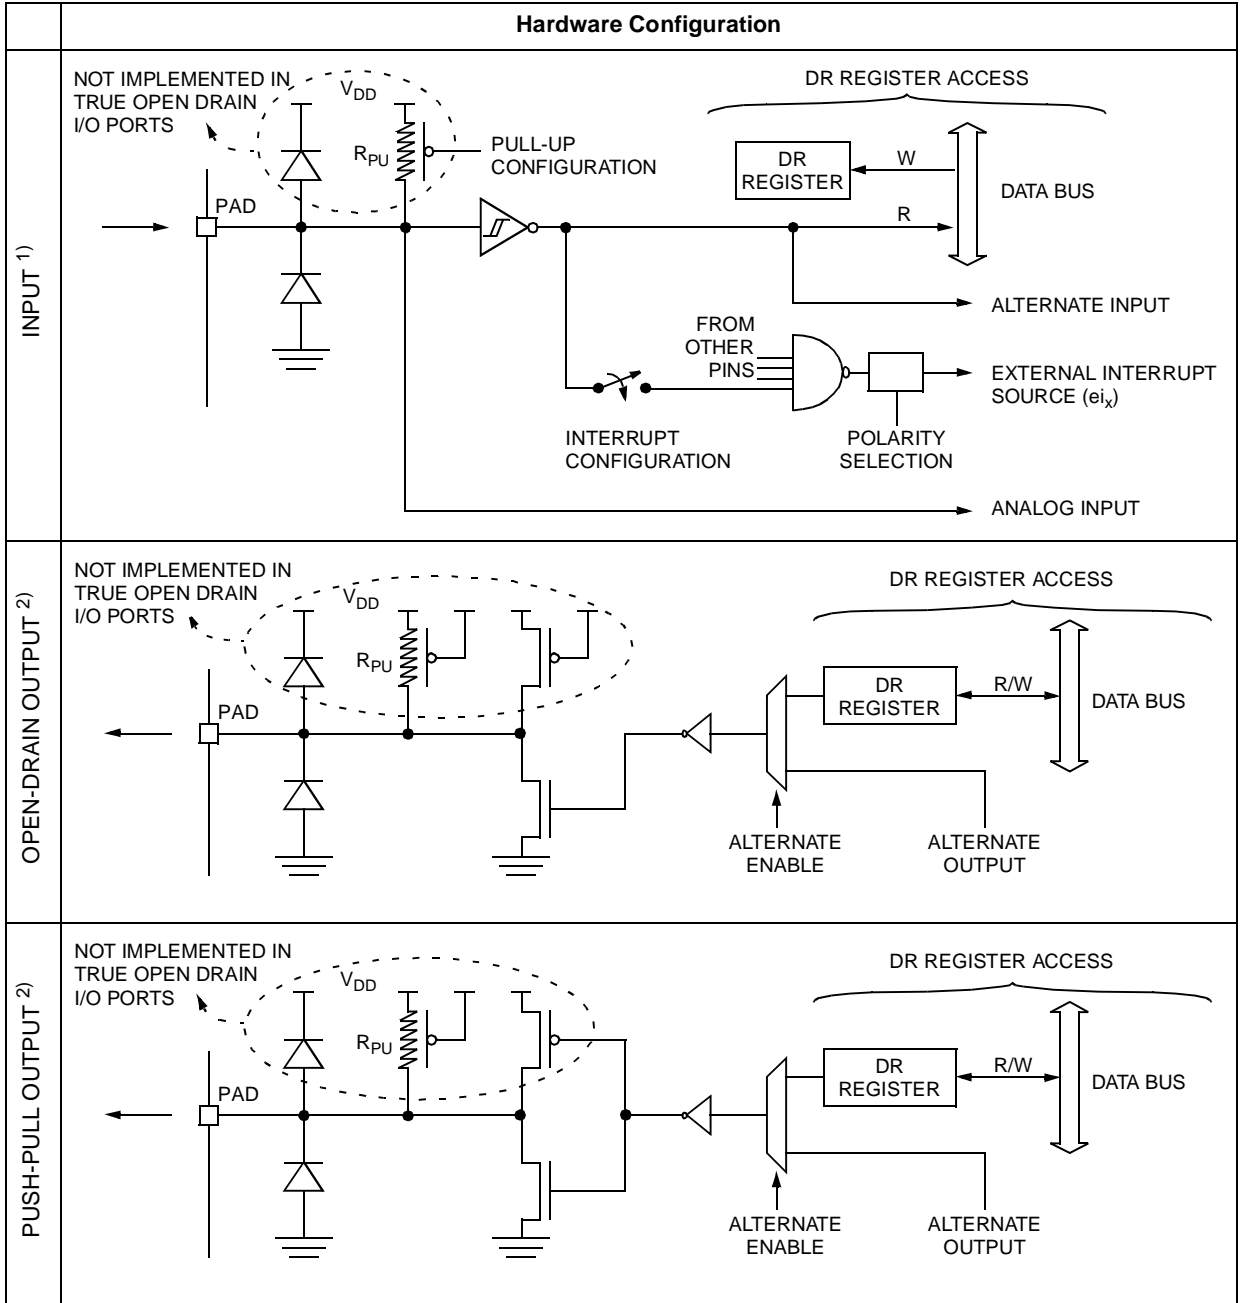 Hardware Configuration
INPUT 1)
NOT IMPLEMENTED IN
TRUE OPEN DRAIN
I/O PORTS
VDD
RPU
PULL-UP
CONFIGURATION
PAD
DR REGISTER ACCESS
DR
REGISTER
W
R
DATA BUS
ALTERNATE INPUT
FROM
OTHER
PINS
EXTERNAL INTERRUPT
SOURCE (eix)
INTERRUPT
CONFIGURATION
POLARITY
SELECTION
ANALOG INPUT
OPEN-DRAIN OUTPUT 2)
NOT IMPLEMENTED IN
TRUE OPEN DRAIN
I/O PORTS
VDD
RPU
PAD
DR REGISTER ACCESS
DR
REGISTER
R/W
DATA BUS
ALTERNATE
ENABLE
ALTERNATE
OUTPUT
PUSH-PULL OUTPUT 2)
NOT IMPLEMENTED IN
TRUE OPEN DRAIN
I/O PORTS
VDD
RPU
PAD
DR REGISTER ACCESS
DR
REGISTER
R/W
DATA BUS
ALTERNATE
ENABLE
ALTERNATE
OUTPUT